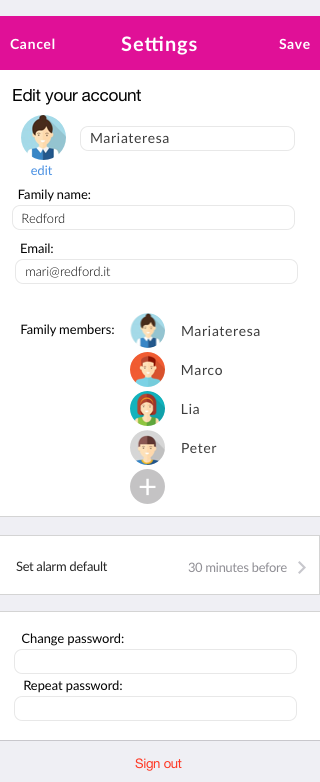 Cancel Settings Save
Edit your account
Mariateresa
edit
Family name:
Redford
Email:
mari@redford.it
Family members: Mariateresa
Marco
Lia
Peter
+
Set alarm default 30 minutes before >
Change password:
Repeat password:
Sign out